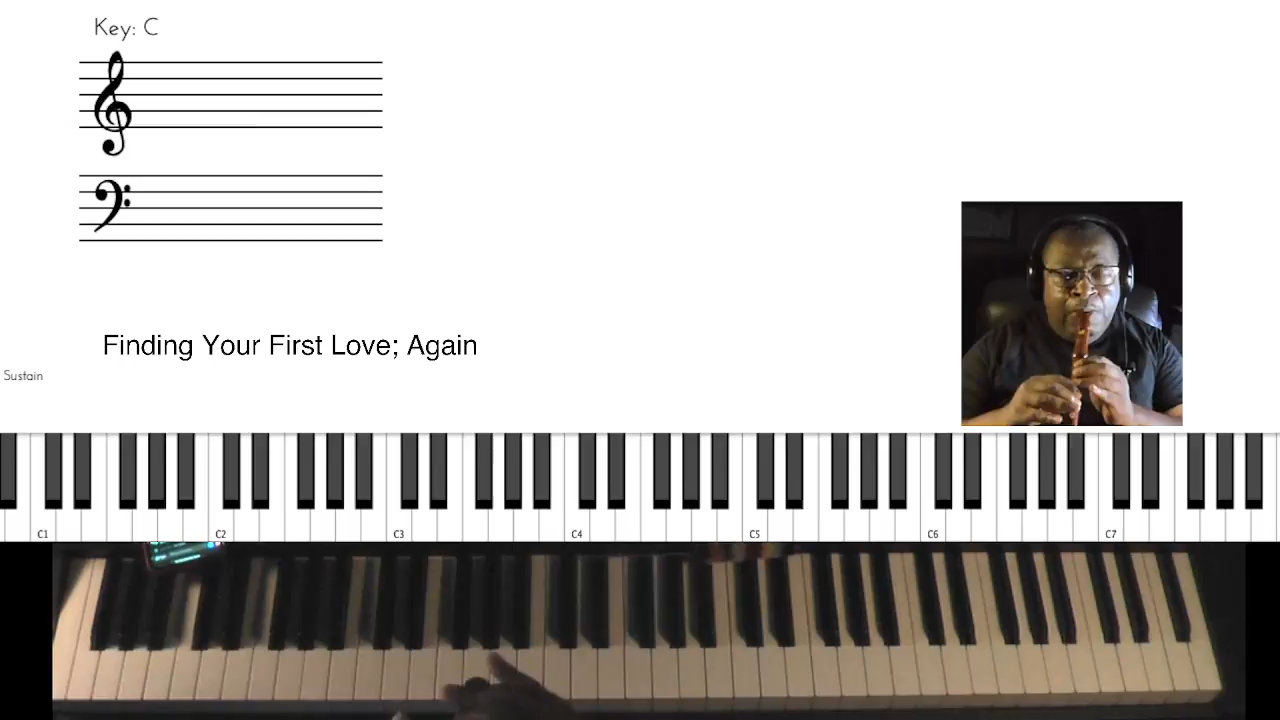 Key: C
Finding Your First Love; Again
Sustain
C1 C2 C3 C4 C5 C6 C7